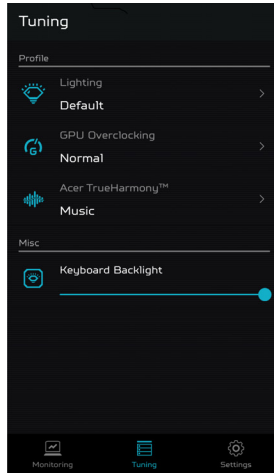 Tuning
Profile
Lighting
Default
GPU Overclocking
G
Normal
Acer TrueHarmony™
Music
Misc
Keyboard Backlight
Monitoring
Tuning
Settings